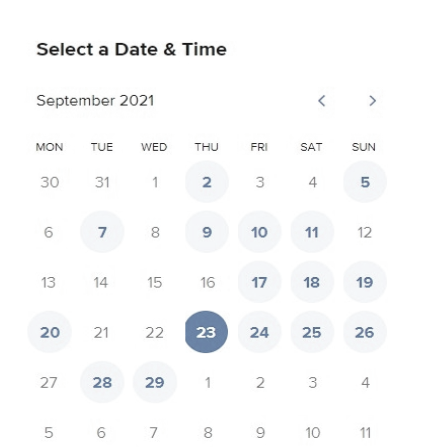 Select a Date & Time
September 2021
MON TUE WED THU FRI SAT SUN
30 31 1 2 3 4 5
6 7 8 9 10 11 12
13 14 15 16 17 18 19
20 21 22 23 24 25 26
27 28 29 1 2 3 4
5 6 7 8 9 10 11